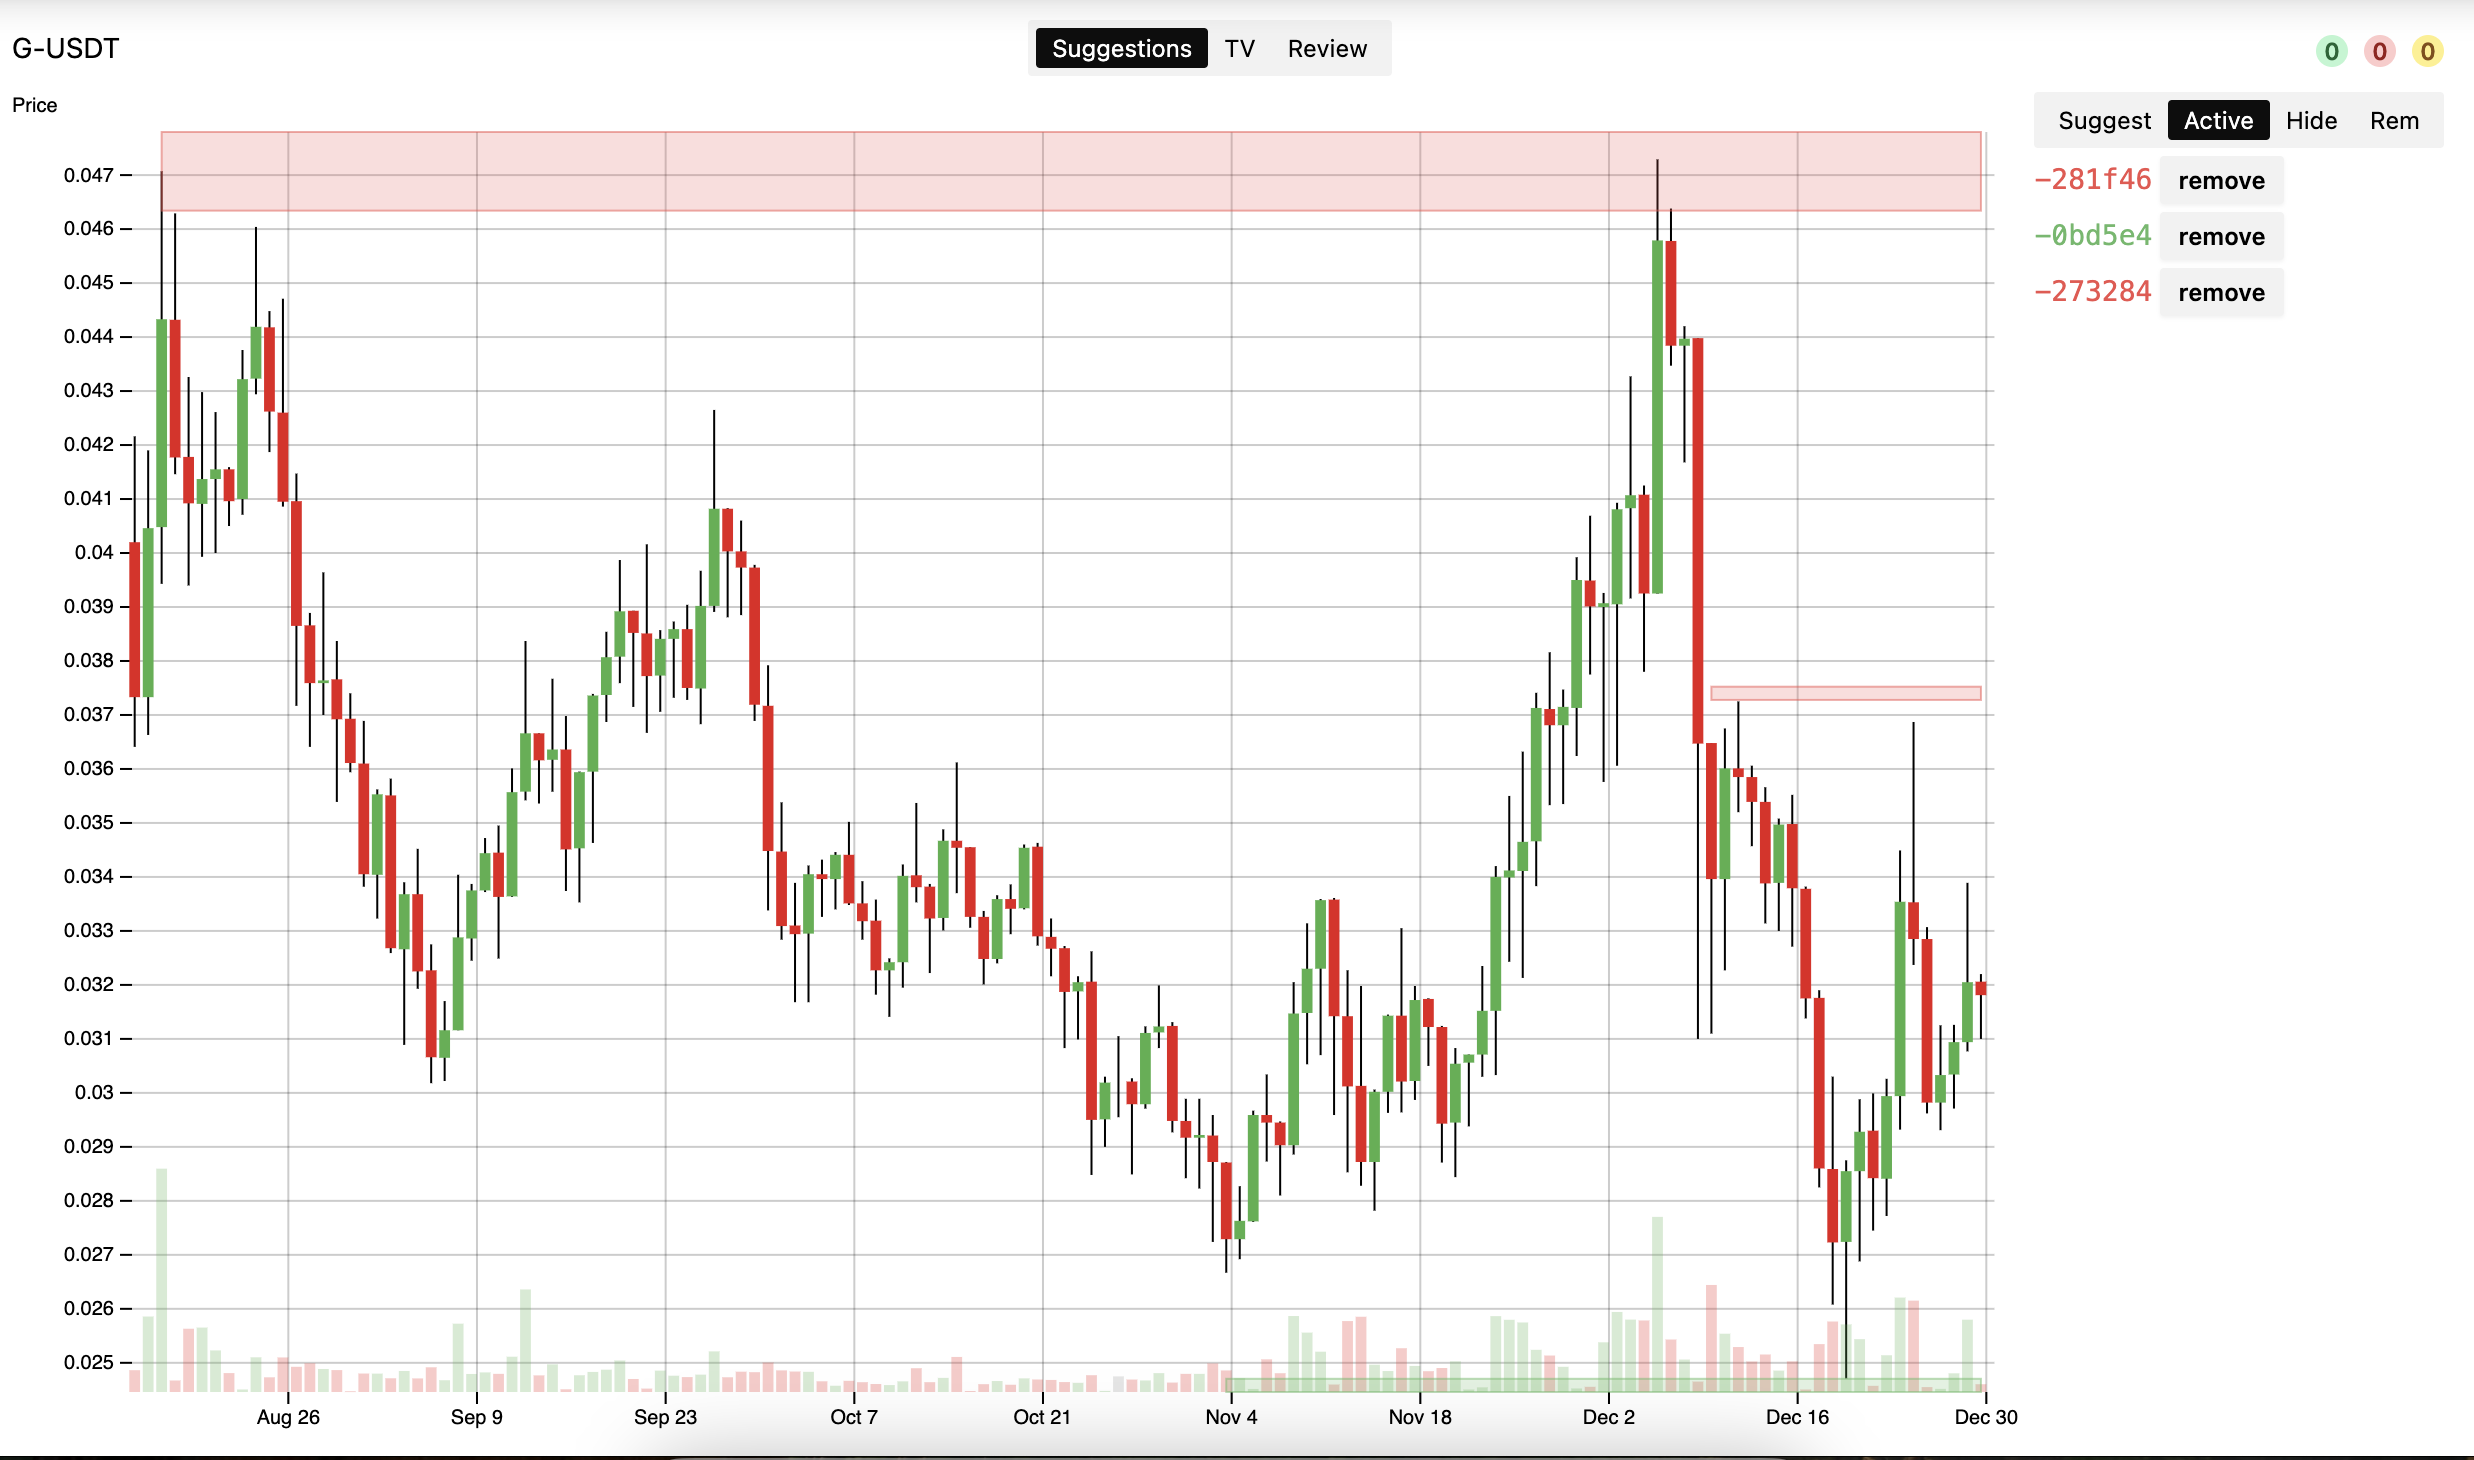 G-USDT
Suggestions TV Review
0 0 0
Price
Suggest Active Hide Rem
-281f46 remove
-0bd5e4 remove
-273284 remove
0.047
0.046
0.045
0.044
0.043
0.042
0.041
0.04
0.039
0.038
0.037
0.036
0.035
0.034
0.033
0.032
0.031
0.03
0.029
0.028
0.027
0.026
0.025
Aug 26 Sep 9 Sep 23 Oct 7 Oct 21 Nov 4 Nov 18 Dec 2 Dec 16 Dec 30